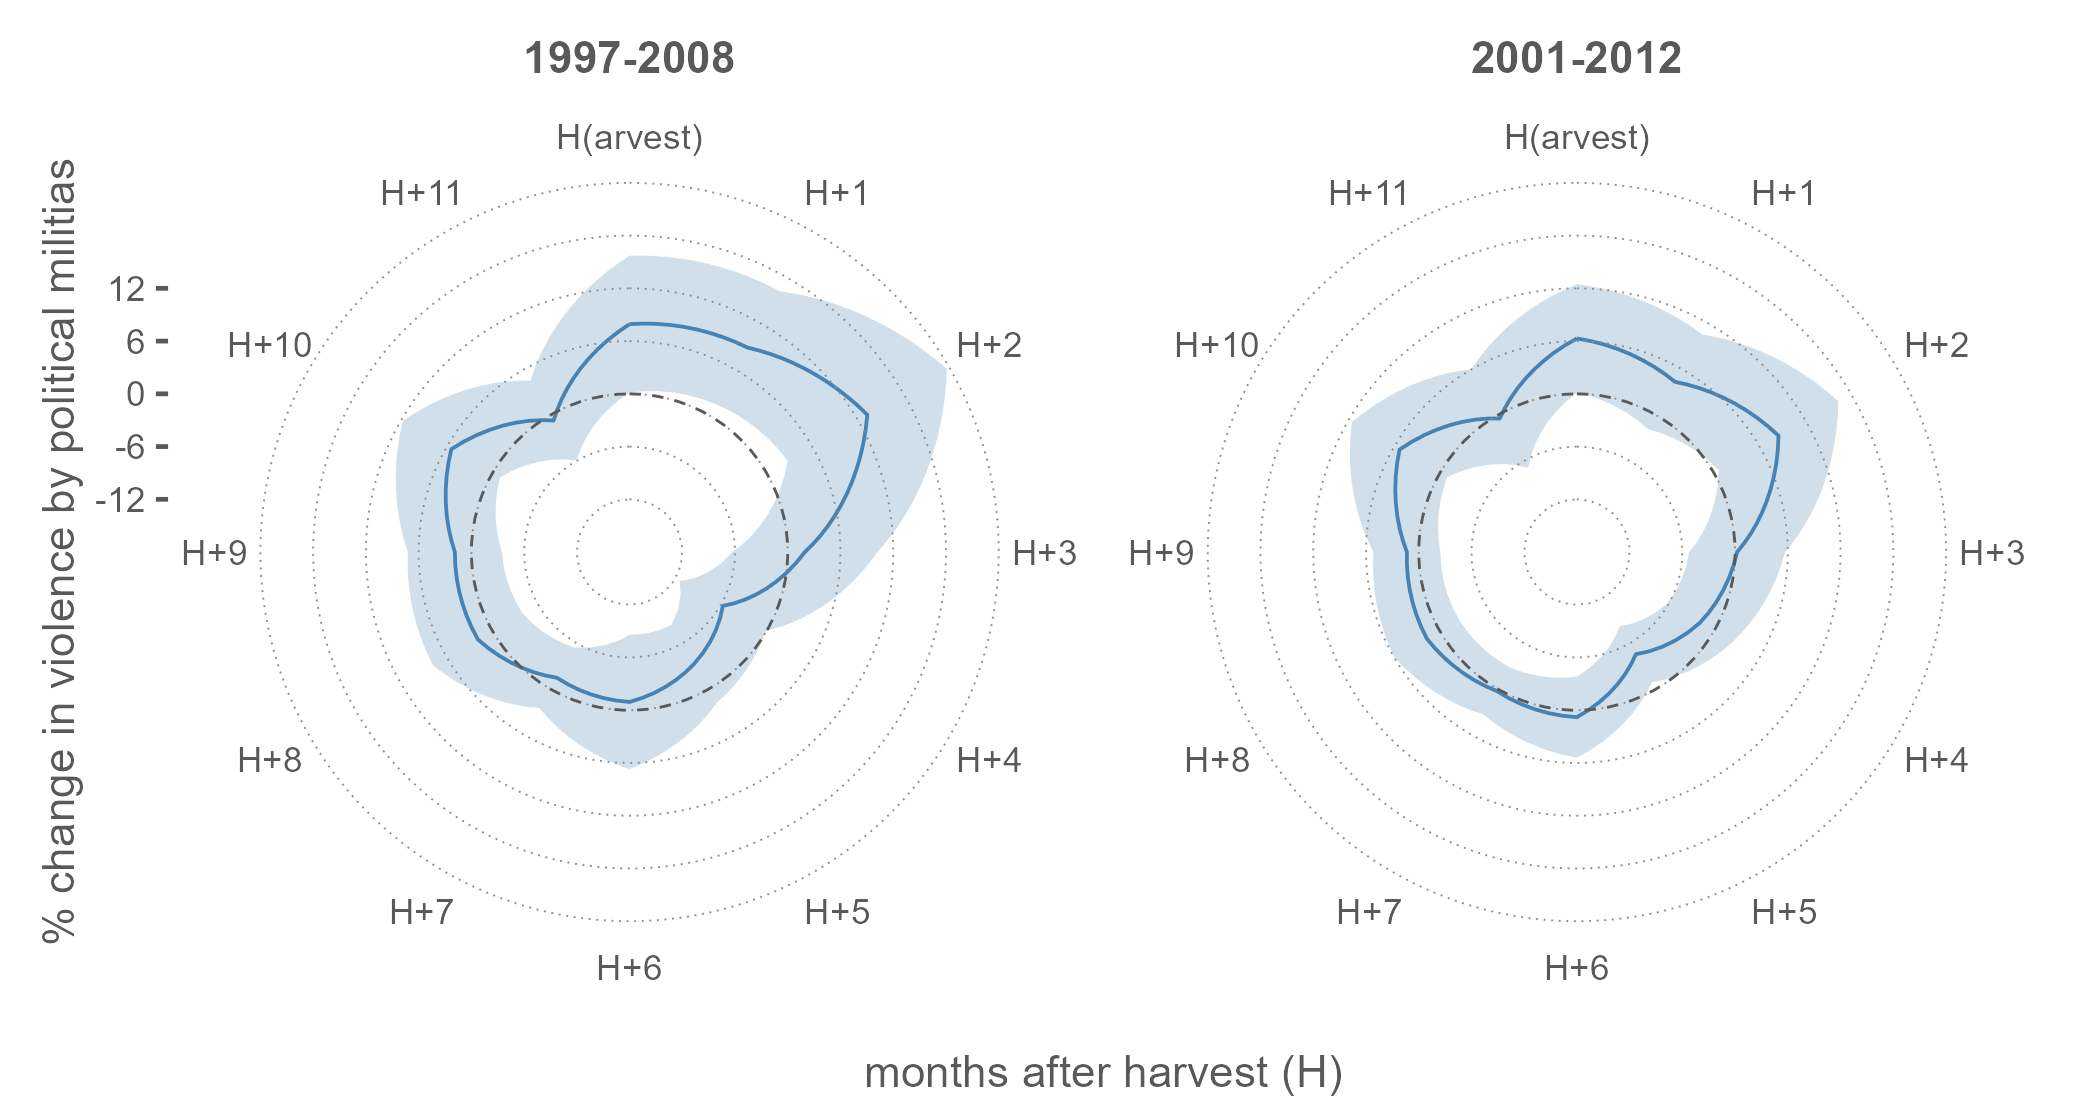 1997-2008
2001-2012
% change in violence by political militias
12
6
0
-6
-12
H(arvest)
H+1
H+2
H+3
H+4
H+5
H+6
H+7
H+8
H+9
H+10
H+11
H(arvest)
H+1
H+2
H+3
H+4
H+5
H+6
H+7
H+8
H+9
H+10
H+11
months after harvest (H)